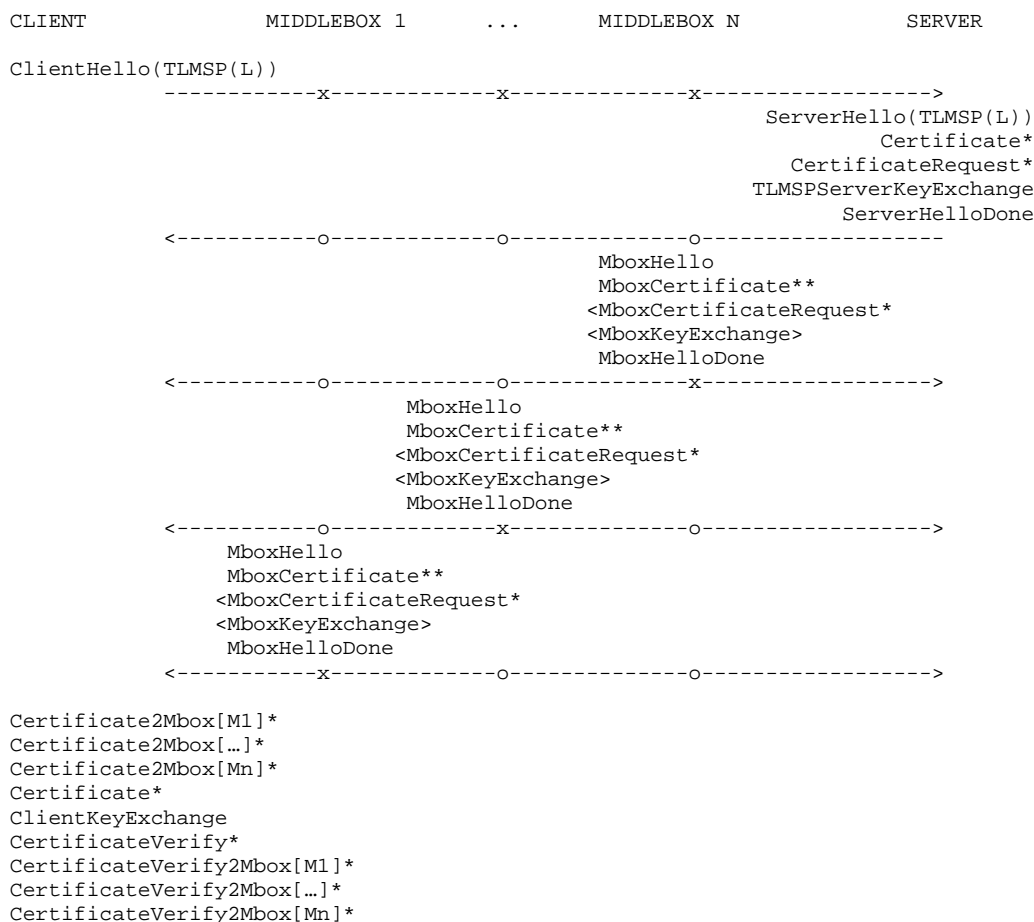 CLIENT                MIDDLEBOX 1       ...       MIDDLEBOX N                SERVER
ClientHello(TLMSP(L))
------------x-------------x--------------x------------------>
ServerHello(TLMSP(L))
Certificate*
CertificateRequest*
TLMSPServerKeyExchange
ServerHelloDone
<-----------o-------------o--------------o-------------------
MboxHello
MboxCertificate**
<MboxCertificateRequest*
<MboxKeyExchange>
MboxHelloDone
<-----------o-------------o--------------x------------------>
MboxHello
MboxCertificate**
<MboxCertificateRequest*
<MboxKeyExchange>
MboxHelloDone
<-----------o-------------x--------------o------------------>
MboxHello
MboxCertificate**
<MboxCertificateRequest*
<MboxKeyExchange>
MboxHelloDone
<-----------x-------------o--------------o------------------>
Certificate2Mbox[M1]*
Certificate2Mbox[…]*
Certificate2Mbox[Mn]*
Certificate*
ClientKeyExchange
CertificateVerify*
CertificateVerify2Mbox[M1]*
CertificateVerify2Mbox[…]*
CertificateVerify2Mbox[Mn]*